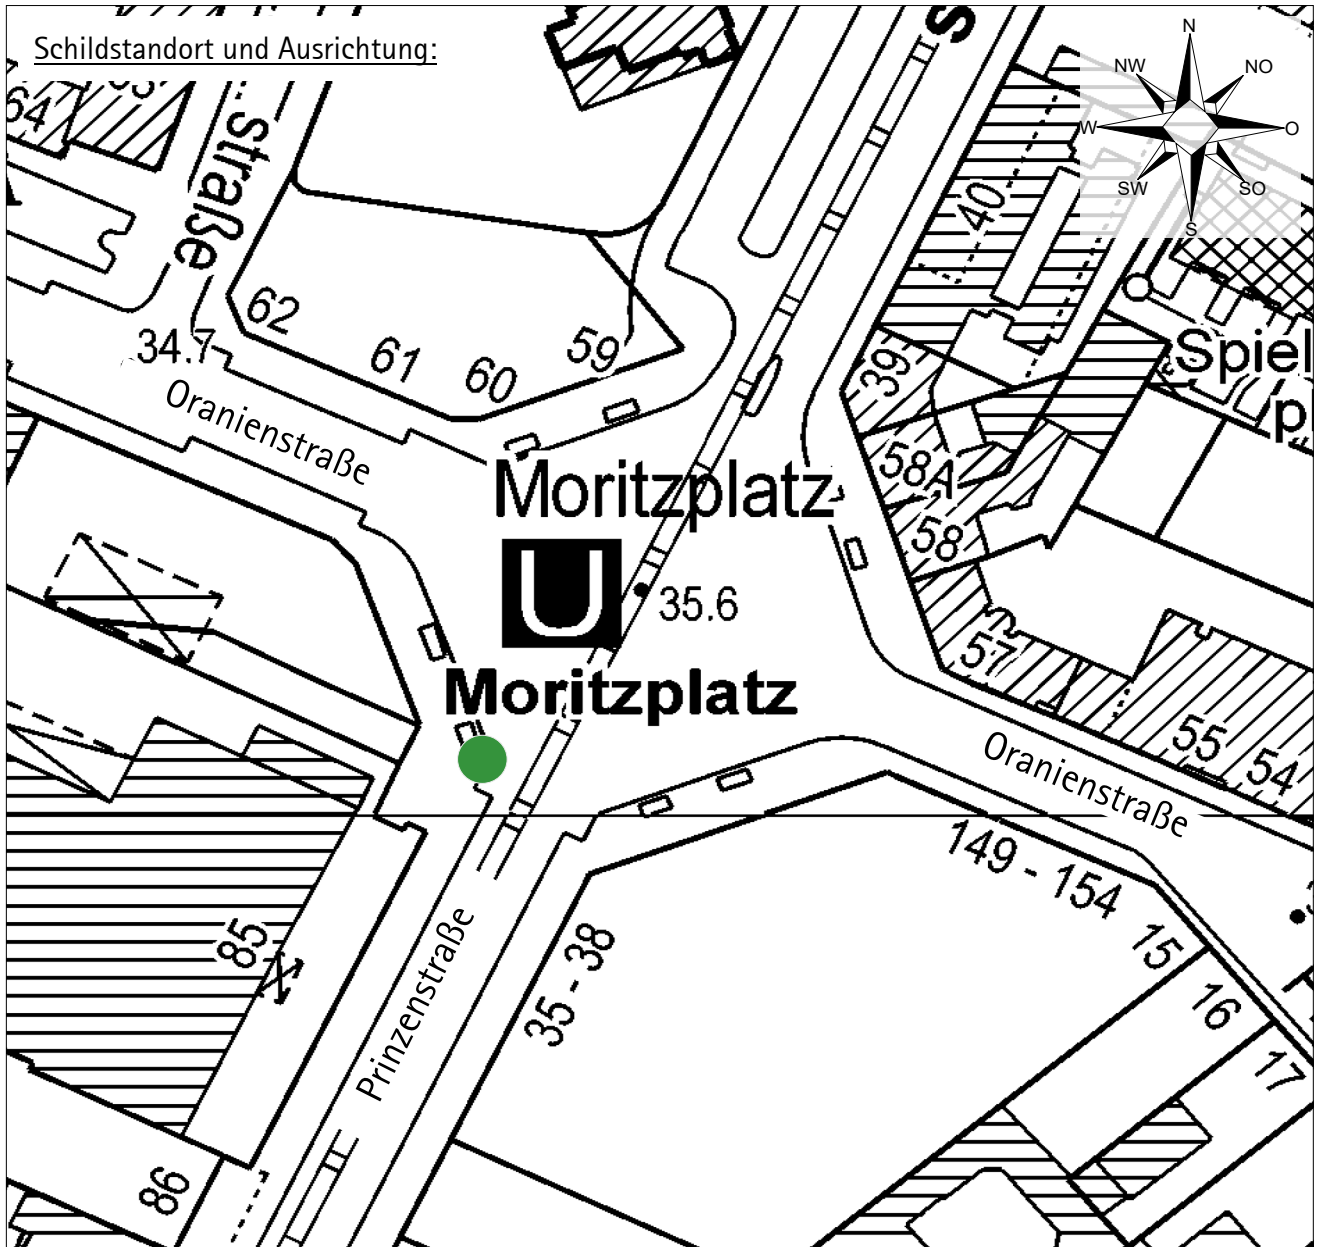 Schildstandort und Ausrichtung:
N
NW
NO
W
O
SW
SO
S
64
straße
S
40
62
34.7
61
60
59
39
Spiel
p
Oranienstraße
58A
58
Moritzplatz
U
35.6
57
Moritzplatz
55
54
Oranienstraße
149 - 154
15
16
17
85
35 - 38
Prinzenstraße
86